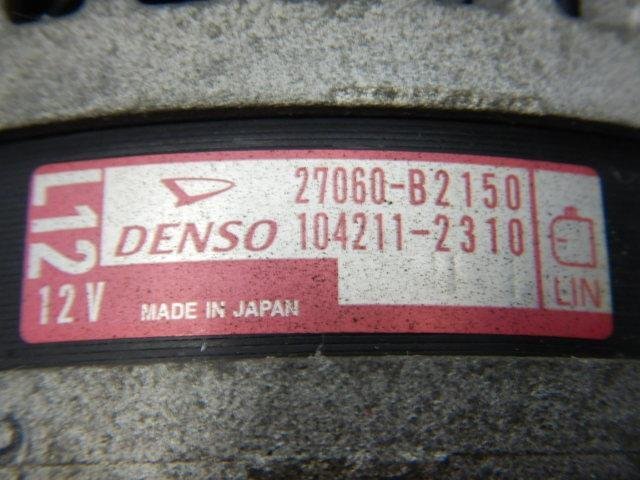 L12
12V
27060-B2150
DENSO 104211-2310
MADE IN JAPAN
LIN